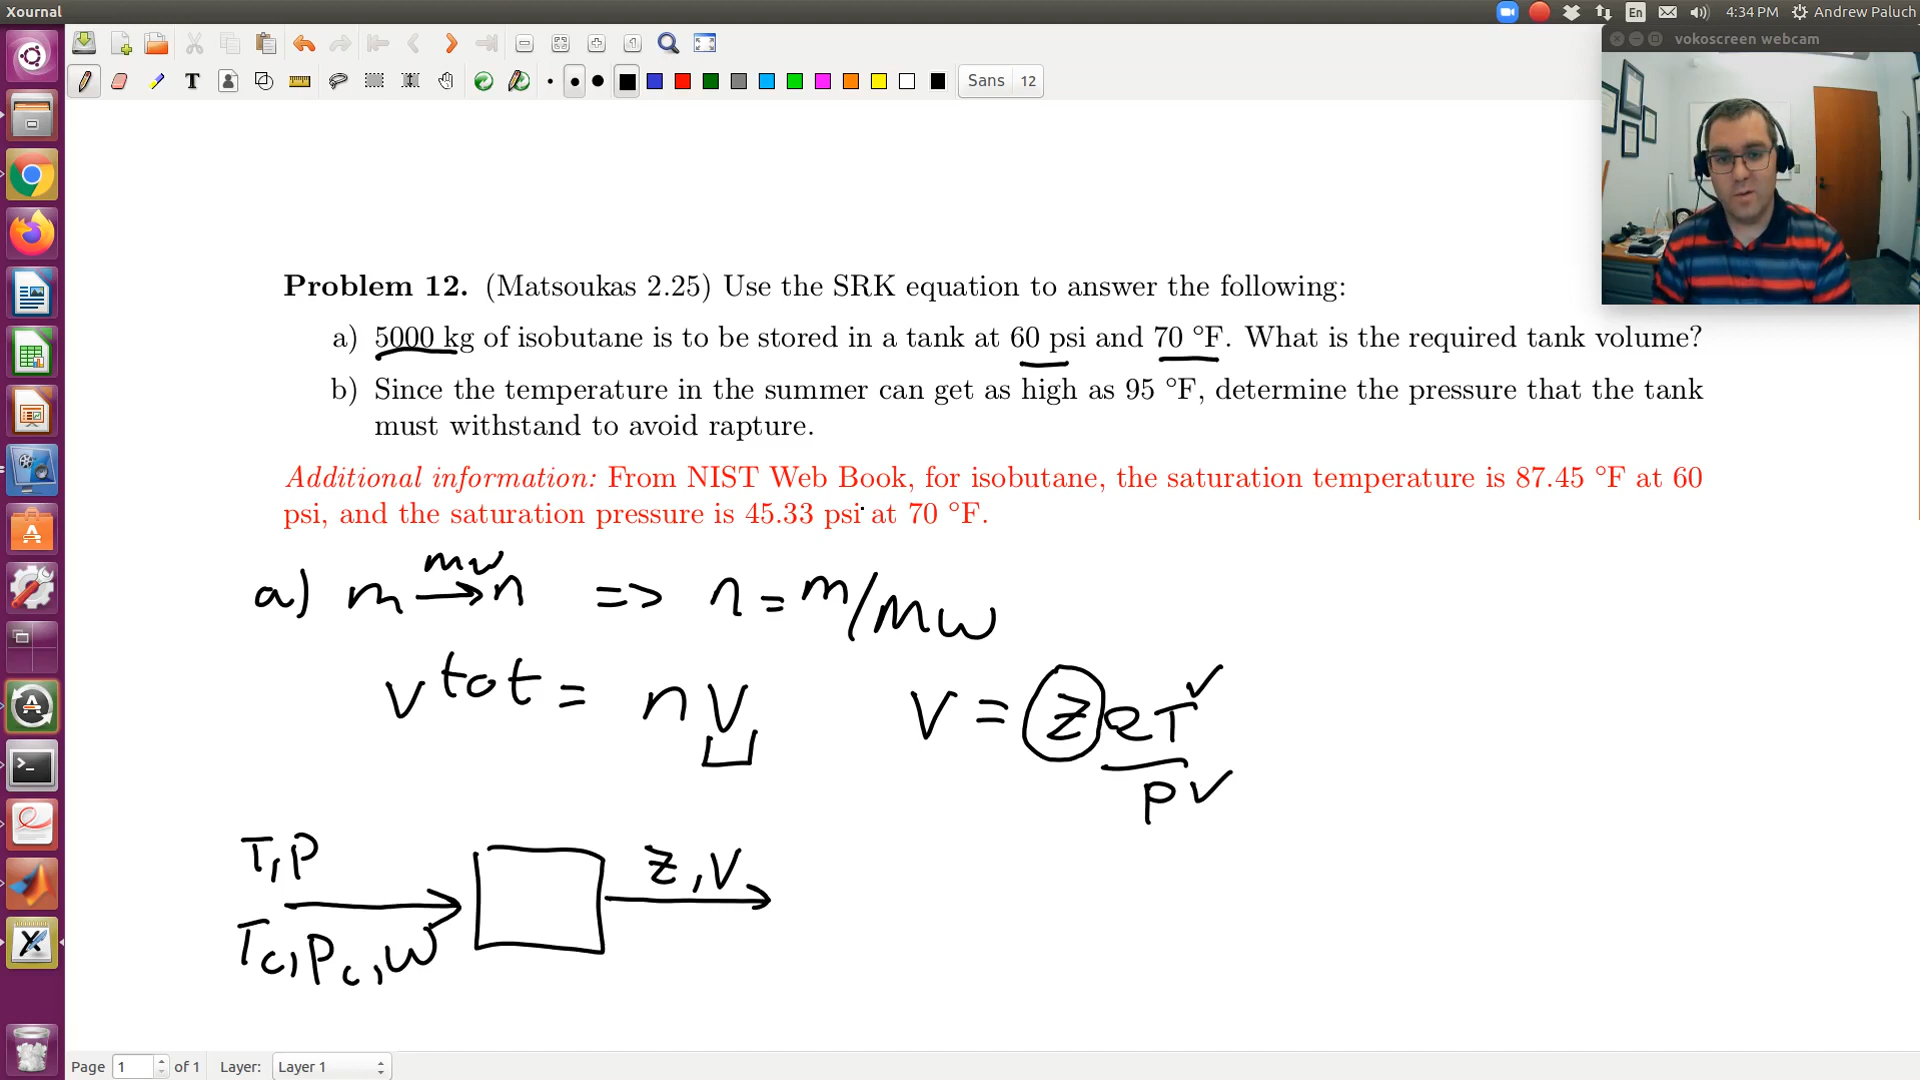 Xournal
En
4:34 PM
Andrew Paluch
vokoscreen webcam
T
Sans 12
Problem 12. (Matsoukas 2.25) Use the SRK equation to answer the following:
a) 5000 kg of isobutane is to be stored in a tank at 60 psi and 70 °F. What is the required tank volume?
b) Since the temperature in the summer can get as high as 95 °F, determine the pressure that the tank
must withstand to avoid rapture.
Additional information: From NIST Web Book, for isobutane, the saturation temperature is 87.45 °F at 60
psi, and the saturation pressure is 45.33 psi at 70 °F.
mw
a) m → n => n = m/MW
V^tot = nV V = ZRT ✓
P ✓
T,P
Z,V
Tc,Pc,ω
Page 1 of 1 Layer: Layer 1